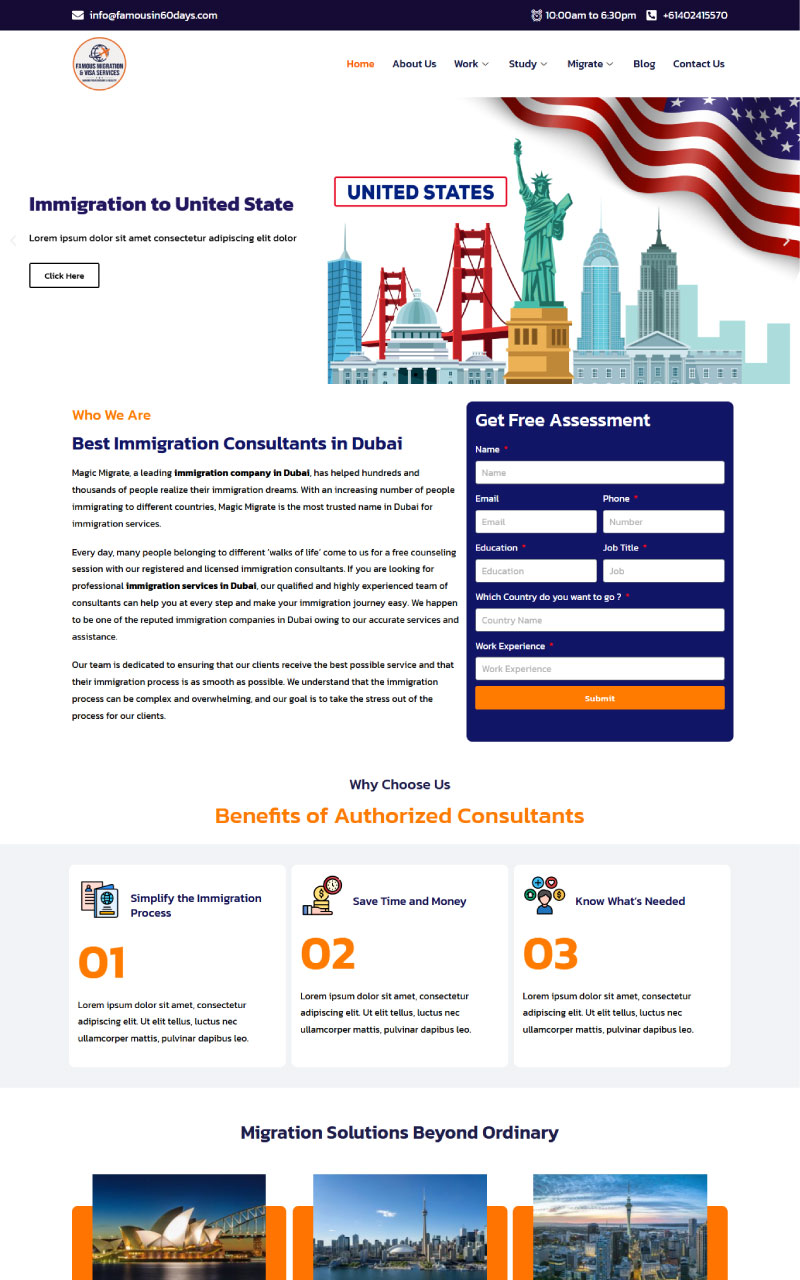 info@famousin60days.com
10:00am to 6:30pm
+61402415570
FAMOUS MIGRATION
& VISA SERVICES
Home
About Us
Work
Study
Migrate
Blog
Contact Us
UNITED STATES
Immigration to United State
Lorem ipsum dolor sit amet consectetur adipiscing elit dolor
Click Here
Who We Are
Best Immigration Consultants in Dubai
Magic Migrate, a leading immigration company in Dubai, has helped hundreds and
thousands of people realize their immigration dreams. With an increasing number of people
immigrating to different countries, Magic Migrate is the most trusted name in Dubai for
immigration services.
Every day, many people belonging to different ‘walks of life’ come to us for a free counseling
session with our registered and licensed immigration consultants. If you are looking for
professional immigration services in Dubai, our qualified and highly experienced team of
consultants can help you at every step and make your immigration journey easy. We happen
to be one of the reputed immigration companies in Dubai owing to our accurate services and
assistance.
Our team is dedicated to ensuring that our clients receive the best possible service and that
their immigration process is as smooth as possible. We understand that the immigration
process can be complex and overwhelming, and our goal is to take the stress out of the
process for our clients.
Get Free Assessment
Name *
Name
Email
Phone *
Email
Number
Education *
Job Title *
Education
Job
Which Country do you want to go ? *
Country Name
Work Experience *
Work Experience
Submit
Why Choose Us
Benefits of Authorized Consultants
Simplify the Immigration
Process
01
Lorem ipsum dolor sit amet, consectetur
adipiscing elit. Ut elit tellus, luctus nec
ullamcorper mattis, pulvinar dapibus leo.
Save Time and Money
02
Lorem ipsum dolor sit amet, consectetur
adipiscing elit. Ut elit tellus, luctus nec
ullamcorper mattis, pulvinar dapibus leo.
Know What’s Needed
03
Lorem ipsum dolor sit amet, consectetur
adipiscing elit. Ut elit tellus, luctus nec
ullamcorper mattis, pulvinar dapibus leo.
Migration Solutions Beyond Ordinary